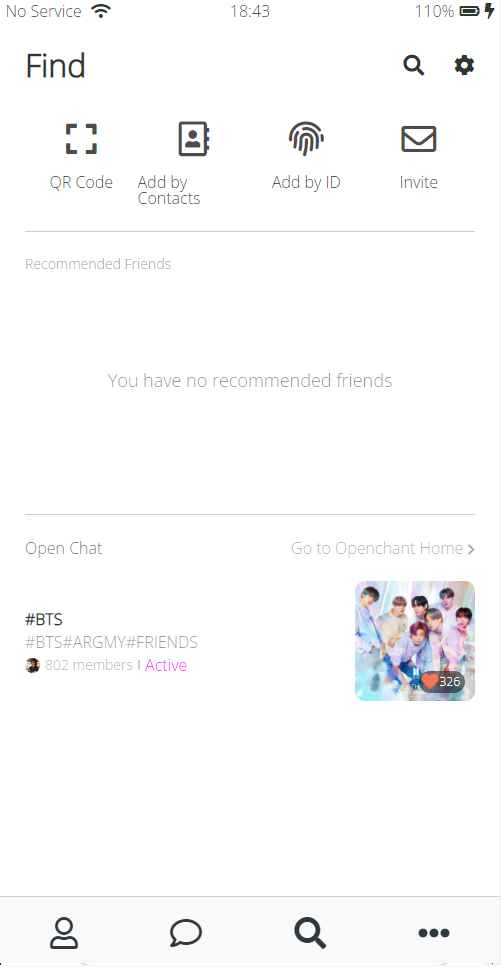 No Service 18:43 110%
Find
QR Code
Add by
Contacts
Add by ID
Invite
Recommended Friends
You have no recommended friends
Open Chat
Go to Openchant Home
#BTS
#BTS#ARGMY#FRIENDS
802 members I Active
326